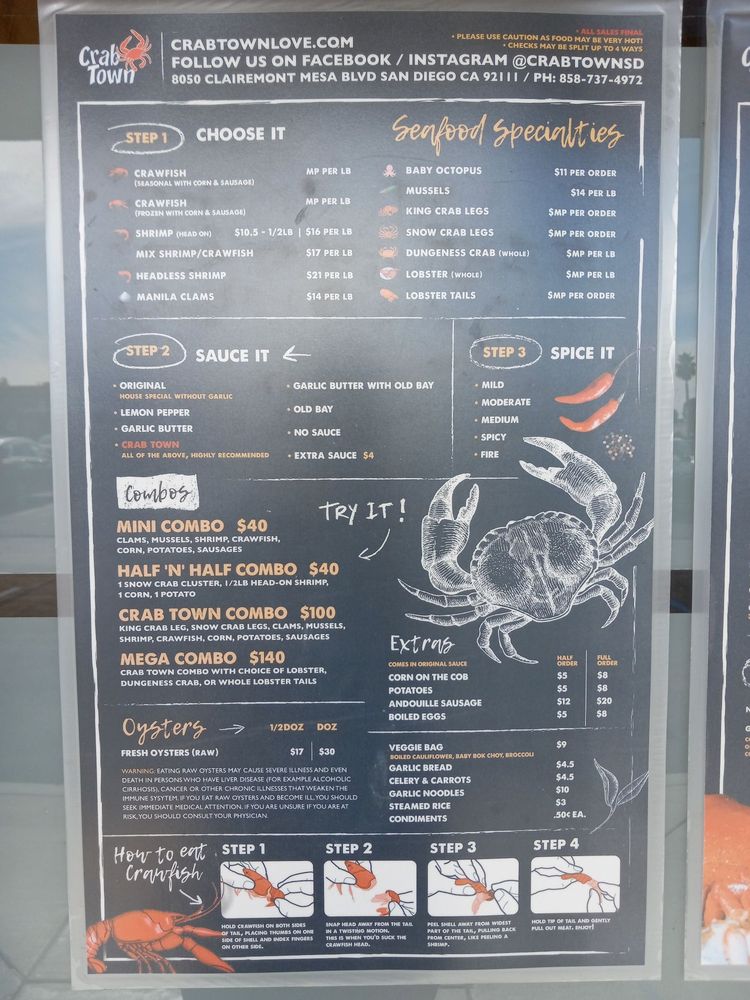 Crab Town
CRABTOWNLOVE.COM
FOLLOW US ON FACEBOOK / INSTAGRAM @CRABTOWNSD
8050 CLAIREMONT MESA BLVD SAN DIEGO CA 92111 / PH: 858-737-4972
• ALL SALES FINAL
• PLEASE USE CAUTION AS FOOD MAY BE VERY HOT!
• CHECKS MAY BE SPLIT UP TO 4 WAYS
STEP 1 CHOOSE IT
CRAWFISH MP PER LB
(SEASONAL WITH CORN & SAUSAGE)
CRAWFISH MP PER LB
(FROZEN WITH CORN & SAUSAGE)
SHRIMP (HEAD ON) $10.5 - 1/2LB | $16 PER LB
MIX SHRIMP/CRAWFISH $17 PER LB
HEADLESS SHRIMP $21 PER LB
MANILA CLAMS $14 PER LB
Seafood Specialties
BABY OCTOPUS $11 PER ORDER
MUSSELS $14 PER LB
KING CRAB LEGS $MP PER ORDER
SNOW CRAB LEGS $MP PER ORDER
DUNGENESS CRAB (WHOLE) $MP PER LB
LOBSTER (WHOLE) $MP PER LB
LOBSTER TAILS $MP PER ORDER
STEP 2 SAUCE IT
• ORIGINAL
HOUSE SPECIAL WITHOUT GARLIC
• LEMON PEPPER
• GARLIC BUTTER
• CRAB TOWN
ALL OF THE ABOVE, HIGHLY RECOMMENDED
• GARLIC BUTTER WITH OLD BAY
• OLD BAY
• NO SAUCE
• EXTRA SAUCE $4
STEP 3 SPICE IT
• MILD
• MODERATE
• MEDIUM
• SPICY
• FIRE
Combos
MINI COMBO $40
CLAMS, MUSSELS, SHRIMP, CRAWFISH,
CORN, POTATOES, SAUSAGES
HALF 'N' HALF COMBO $40
1 SNOW CRAB CLUSTER, 1/2LB HEAD-ON SHRIMP,
1 CORN, 1 POTATO
CRAB TOWN COMBO $100
KING CRAB LEG, SNOW CRAB LEGS, CLAMS, MUSSELS,
SHRIMP, CRAWFISH, CORN, POTATOES, SAUSAGES
MEGA COMBO $140
CRAB TOWN COMBO WITH CHOICE OF LOBSTER,
DUNGENESS CRAB, OR WHOLE LOBSTER TAILS
TRY IT!
Extras
COMES IN ORIGINAL SAUCE HALF ORDER FULL ORDER
CORN ON THE COB $5 $8
POTATOES $5 $8
ANDOUILLE SAUSAGE $12 $20
BOILED EGGS $5 $8
VEGGIE BAG $9
BOILED CAULIFLOWER, BABY BOK CHOY, BROCCOLI
GARLIC BREAD $4.5
CELERY & CARROTS $4.5
GARLIC NOODLES $10
STEAMED RICE $3
CONDIMENTS .50¢ EA.
Oysters 1/2DOZ DOZ
FRESH OYSTERS (RAW) $17 $30
WARNING: EATING RAW OYSTERS MAY CAUSE SEVERE ILLNESS AND EVEN
DEATH IN PERSONS WHO HAVE LIVER DISEASE (FOR EXAMPLE ALCOHOLIC
CIRRHOSIS), CANCER OR OTHER CHRONIC ILLNESSES THAT WEAKEN THE
IMMUNE SYSYTEM. IF YOU EAT RAW OYSTERS AND BECOME ILL, YOU SHOULD
SEEK IMMEDIATE MEDICAL ATTENTION. IF YOU ARE UNSURE IF YOU ARE AT
RISK, YOU SHOULD CONSULT YOUR PHYSICIAN.
How to eat
Crawfish
STEP 1
HOLD CRAWFISH ON BOTH SIDES
OF TAIL, PLACING THUMBS ON ONE
SIDE OF SHELL AND INDEX FINGERS
ON OTHER SIDE.
STEP 2
SNAP HEAD AWAY FROM THE TAIL
IN A TWISTING MOTION.
THIS IS WHEN YOU'D SUCK THE
CRAWFISH HEAD.
STEP 3
PEEL SHELL AWAY FROM WIDEST
PART OF THE TAIL, PULLING BACK
FROM CENTER, LIKE PEELING A
SHRIMP.
STEP 4
HOLD TIP OF TAIL AND GENTLY
PULL OUT MEAT. ENJOY!